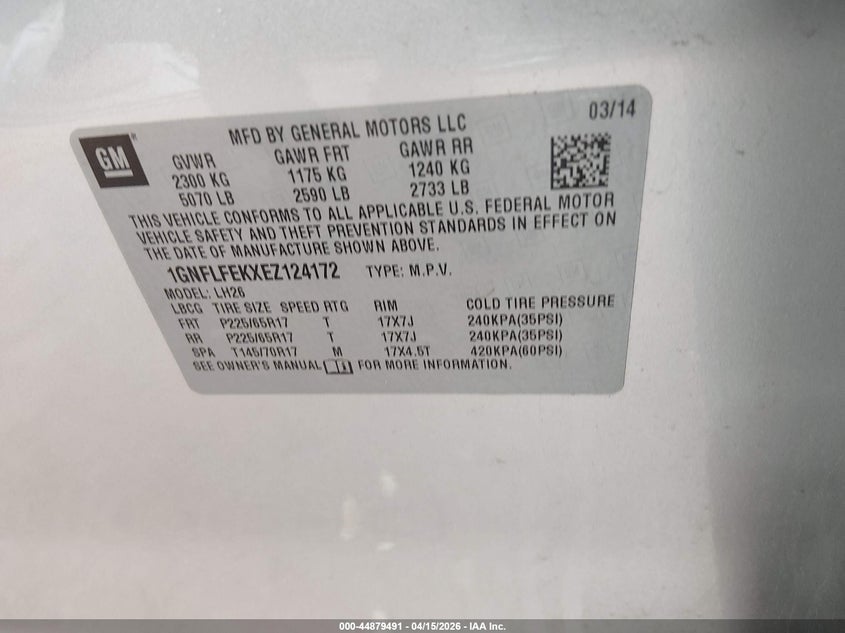 GM
MFD BY GENERAL MOTORS LLC
03/14
GVWR GAWR FRT GAWR RR
2300 KG 1175 KG 1240 KG
5070 LB 2590 LB 2733 LB
THIS VEHICLE CONFORMS TO ALL APPLICABLE U.S. FEDERAL MOTOR
VEHICLE SAFETY AND THEFT PREVENTION STANDARDS IN EFFECT ON
THE DATE OF MANUFACTURE SHOWN ABOVE.
1GNFLFEKXEZ124172 TYPE: M.P.V.
MODEL: LH26
LBCG TIRE SIZE SPEED RTG RIM COLD TIRE PRESSURE
FRT P225/65R17 T 17X7J 240KPA(35PSI)
RR P225/65R17 T 17X7J 240KPA(35PSI)
SPA T145/70R17 M 17X4.5T 420KPA(60PSI)
SEE OWNER'S MANUAL FOR MORE INFORMATION.
000-44879491 - 04/15/2026 - IAA Inc.